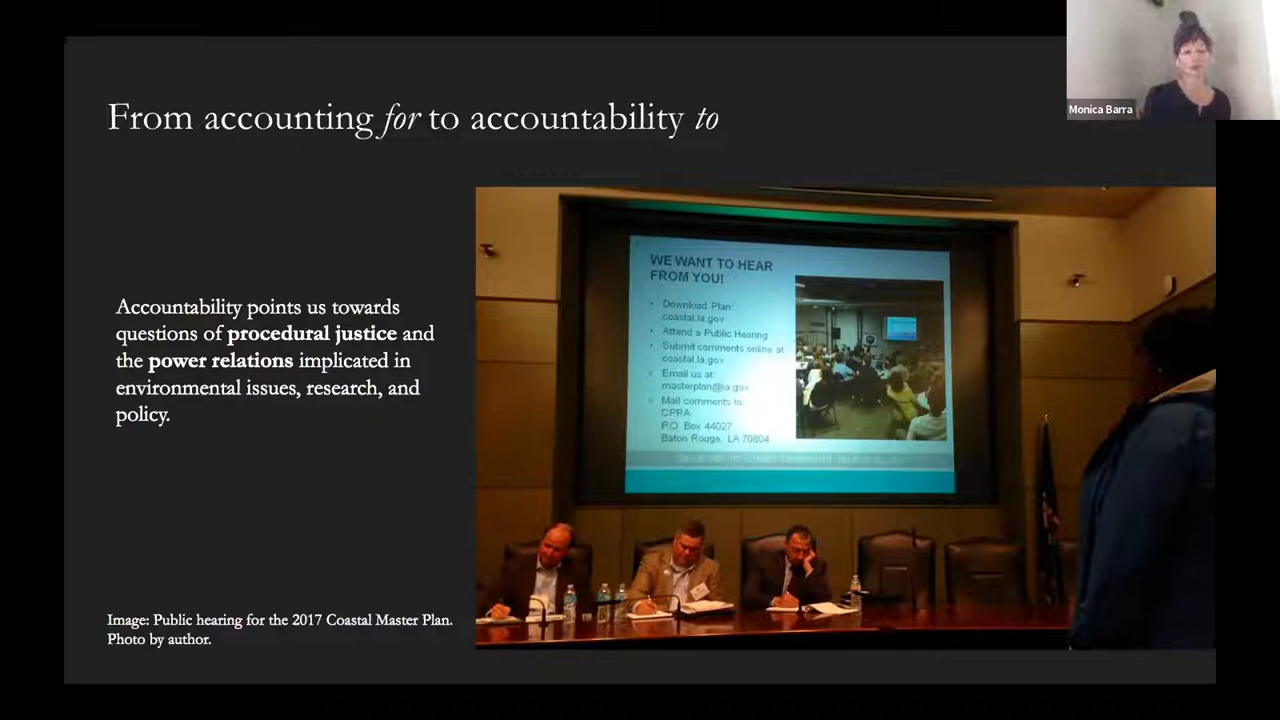 Monica Barra
From accounting for to accountability to
Accountability points us towards
questions of procedural justice and
the power relations implicated in
environmental issues, research, and
policy.
WE WANT TO HEAR
FROM YOU!
• Download Plan:
coastal.la.gov
• Attend a Public Hearing
• Submit comments online at
coastal.la.gov
• Email us at:
masterplan@la.gov
• Mail comments to:
CPRA
P.O. Box 44027
Baton Rouge, LA 70804
Image: Public hearing for the 2017 Coastal Master Plan.
Photo by author.